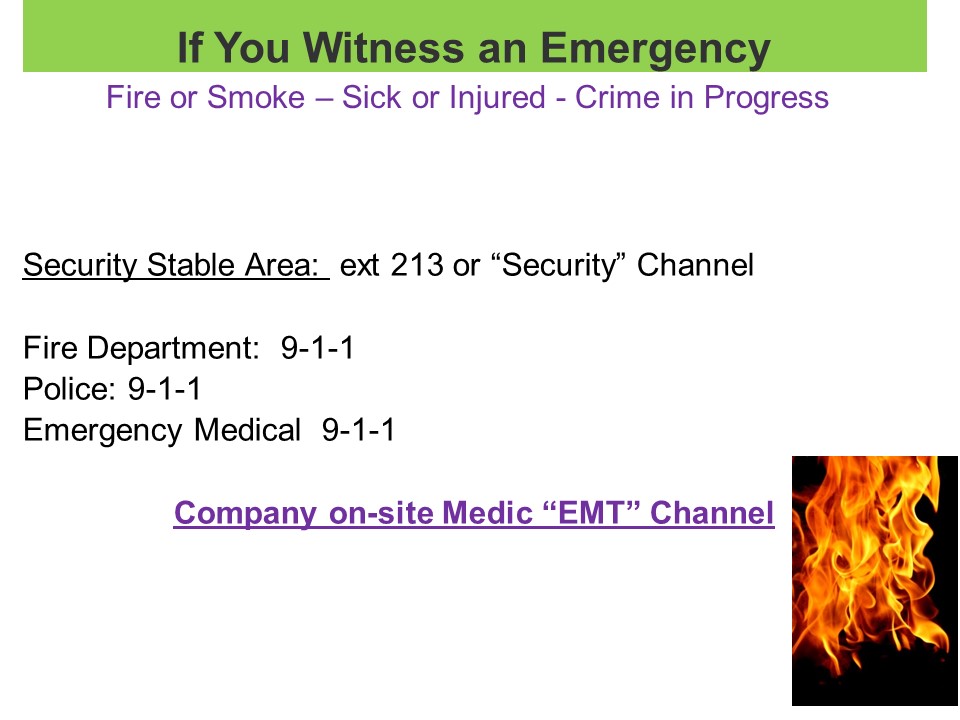 If You Witness an Emergency
Fire or Smoke – Sick or Injured - Crime in Progress
Security Stable Area:  ext 213 or “Security” Channel
Fire Department:  9-1-1
Police: 9-1-1
Emergency Medical  9-1-1
Company on-site Medic “EMT” Channel